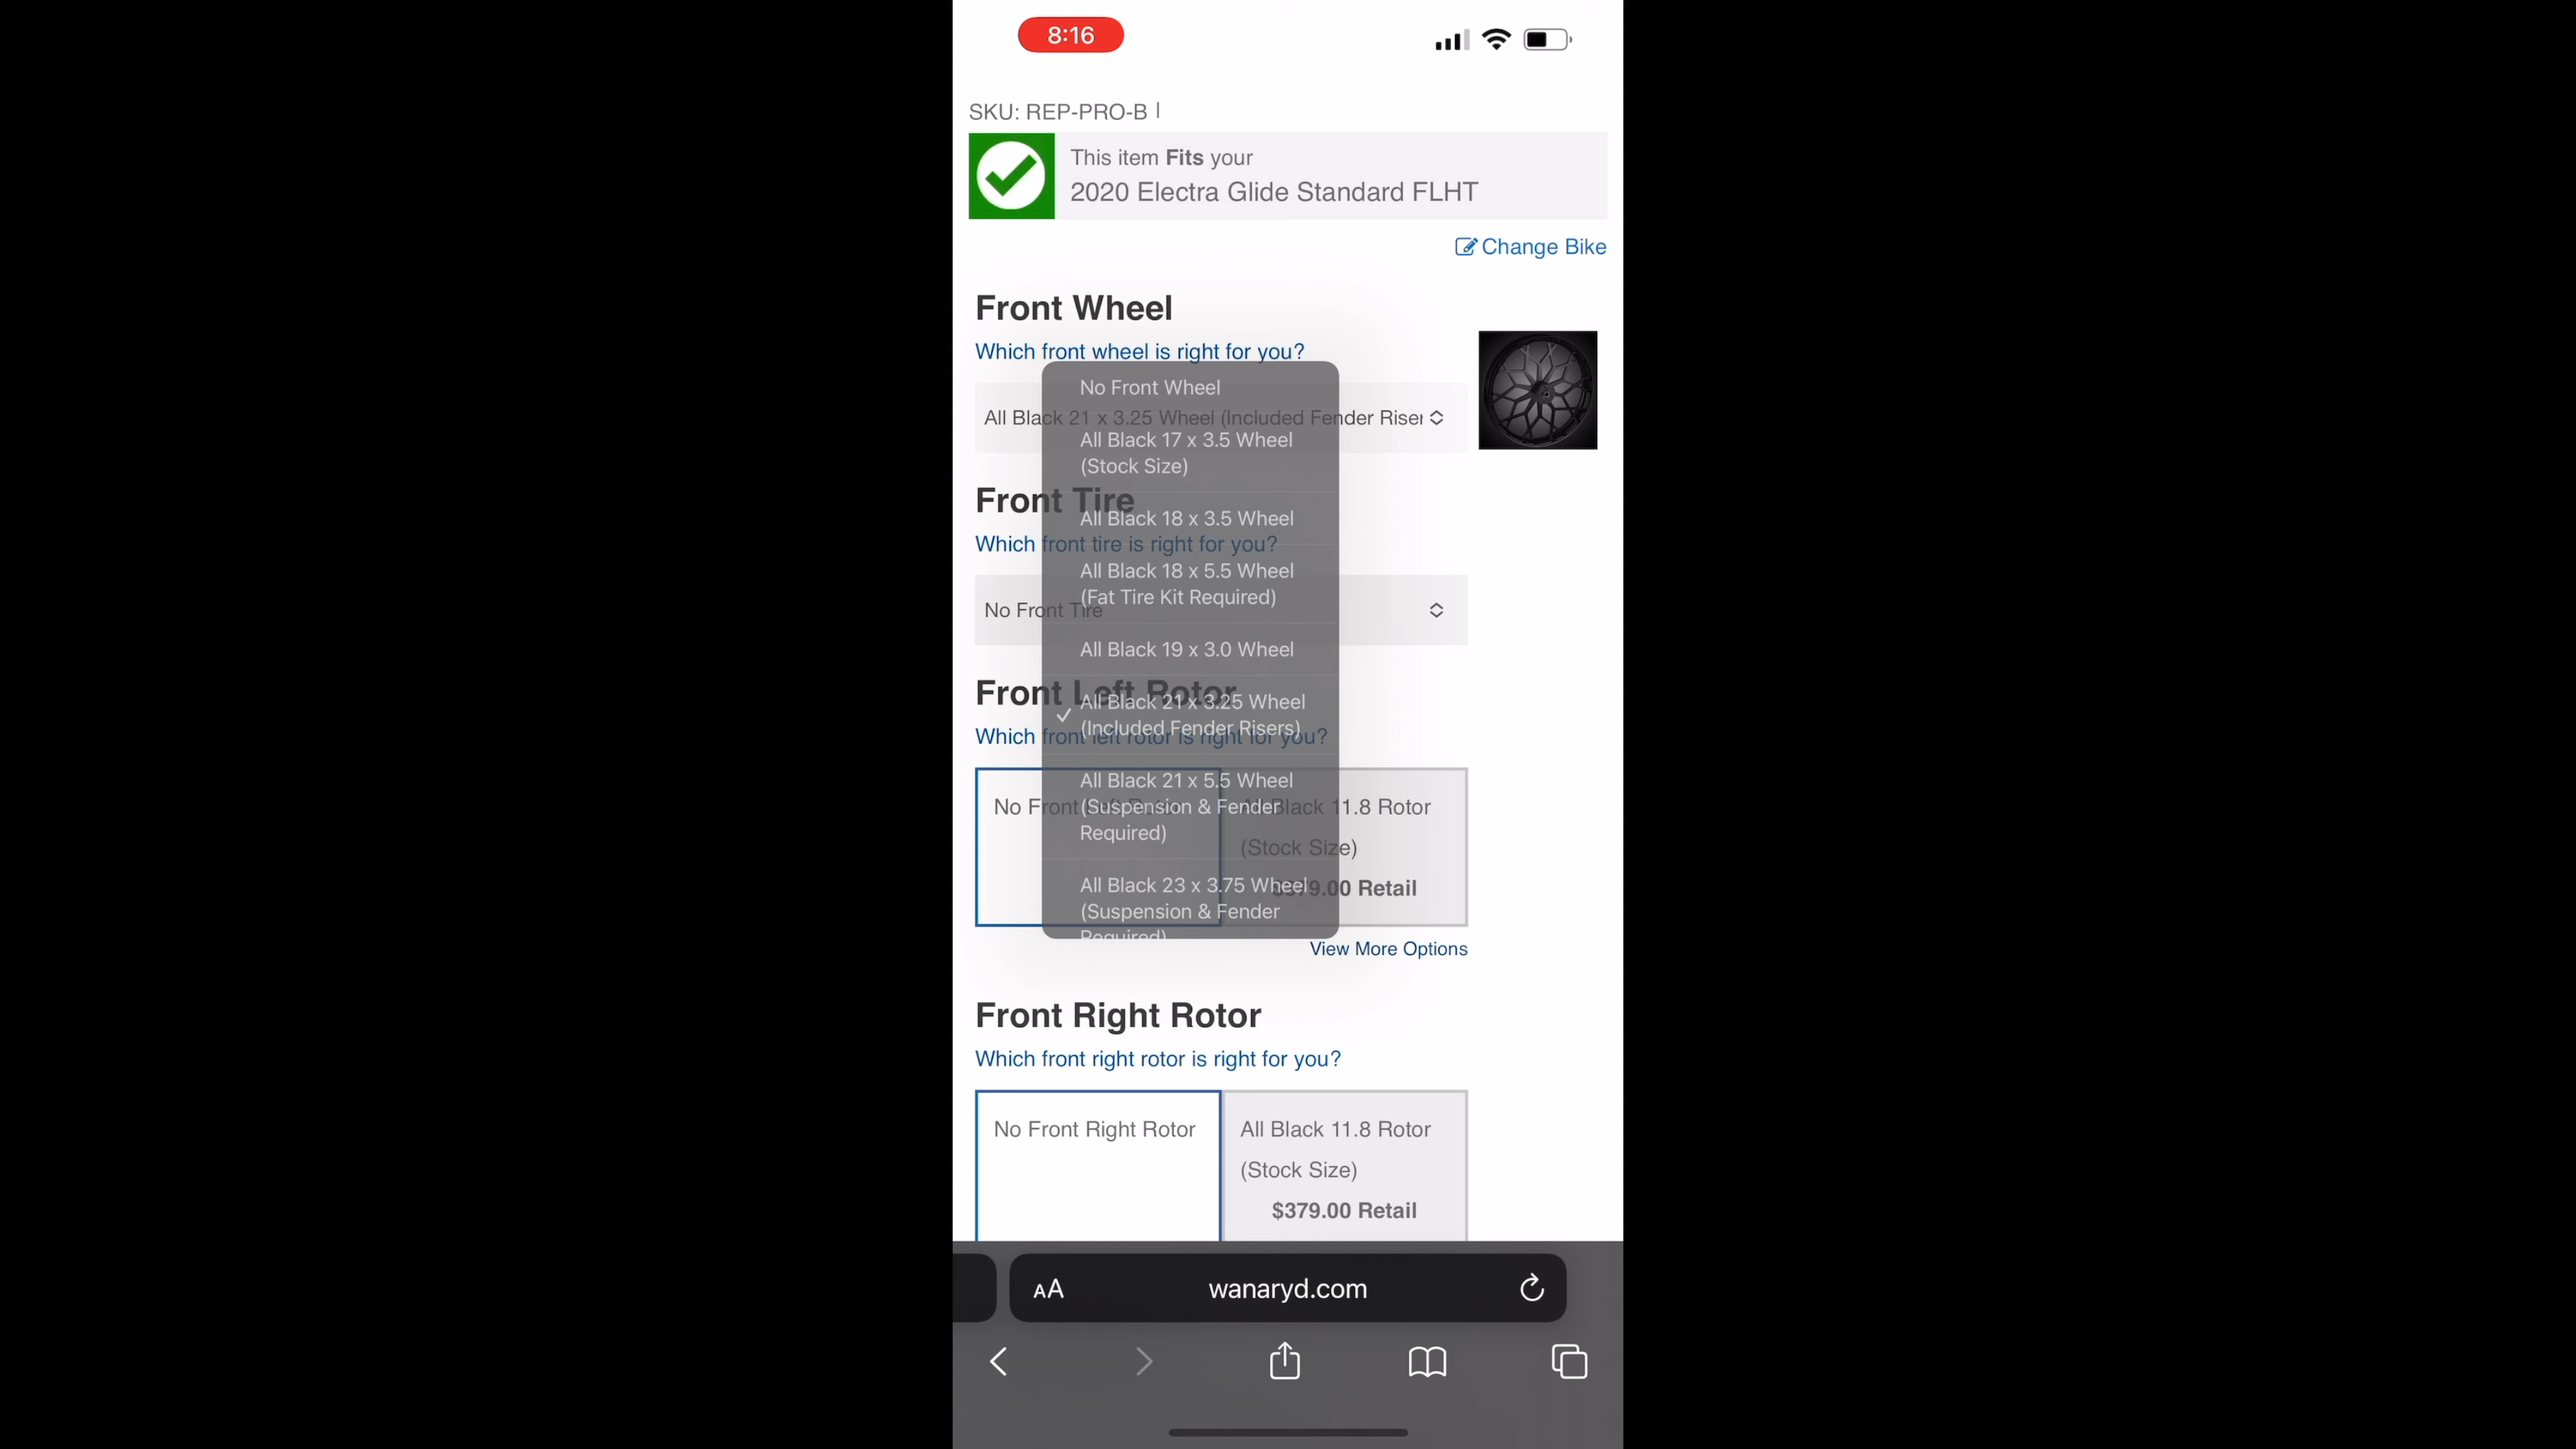 8:16
SKU: REP-PRO-B |
This item Fits your
2020 Electra Glide Standard FLHT
Change Bike
Front Wheel
Which front wheel is right for you?
All Black 21 x 3.25 Wheel (Included Fender Riser
No Front Wheel
All Black 17 x 3.5 Wheel
(Stock Size)
All Black 18 x 3.5 Wheel
All Black 18 x 5.5 Wheel
(Fat Tire Kit Required)
All Black 19 x 3.0 Wheel
All Black 21 x 3.25 Wheel
(Included Fender Risers)
All Black 21 x 5.5 Wheel
(Suspension & Fender
Required)
All Black 23 x 3.75 Wheel
(Suspension & Fender
Required)
Front Tire
Which front tire is right for you?
No Front Tire
Front Left Rotor
Which front left rotor is right for you?
No Front Left Rotor
All Black 11.8 Rotor
(Stock Size)
$379.00 Retail
View More Options
Front Right Rotor
Which front right rotor is right for you?
No Front Right Rotor
All Black 11.8 Rotor
(Stock Size)
$379.00 Retail
AA
wanaryd.com